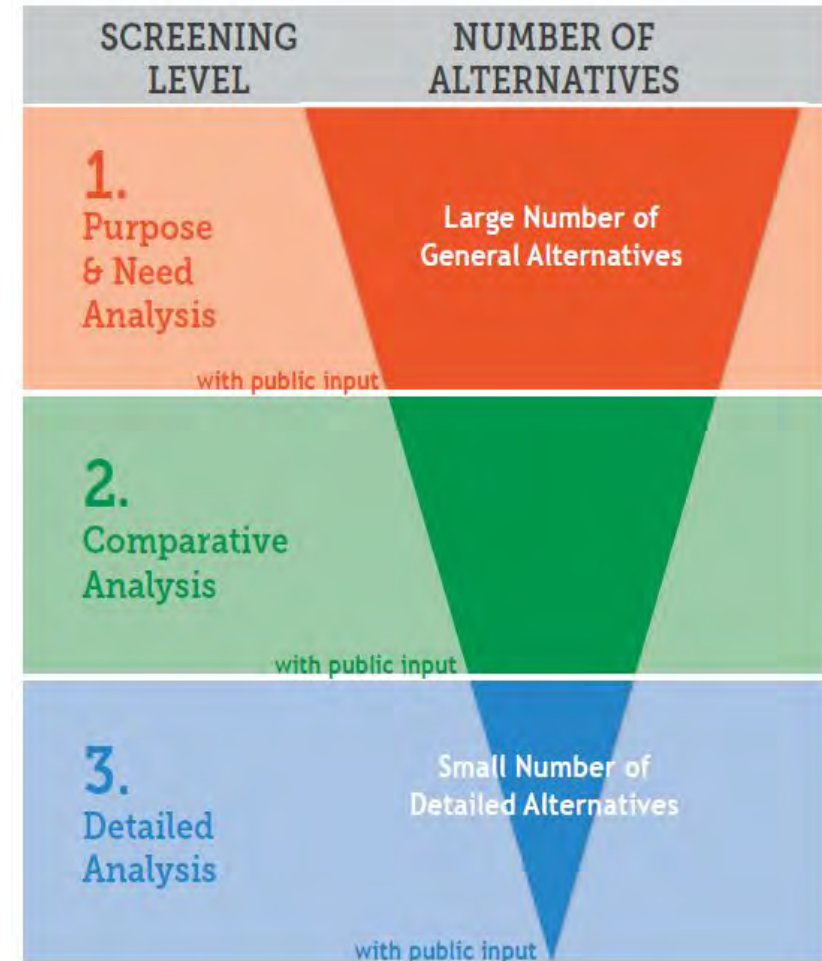 SCREENING
LEVEL
NUMBER OF
ALTERNATIVES
1.
Purpose
& Need
Analysis
Large Number of
General Alternatives
with public input
2.
Comparative
Analysis
with public input
3.
Detailed
Analysis
Small Number of
Detailed Alternatives
with public input